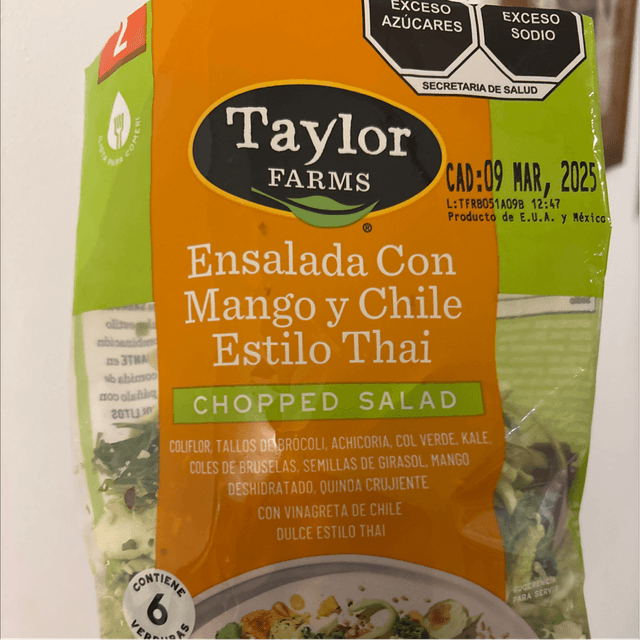 2
EXCESO
AZÚCARES
EXCESO
SODIO
SECRETARIA DE SALUD
Taylor
FARMS
®
CAD:09 MAR, 2025
L:TFRB051A09B 12:47
Producto de E.U.A. y México
Ensalada Con
Mango y Chile
Estilo Thai
CHOPPED SALAD
COLIFLOR, TALLOS DE BRÓCOLI, ACHICORIA, COL VERDE, KALE,
COLES DE BRUSELAS, SEMILLAS DE GIRASOL, MANGO
DESHIDRATADO, QUINOA CRUJIENTE
CON VINAGRETA DE CHILE
DULCE ESTILO THAI
CONTIENE
6
VERDURAS
PARA